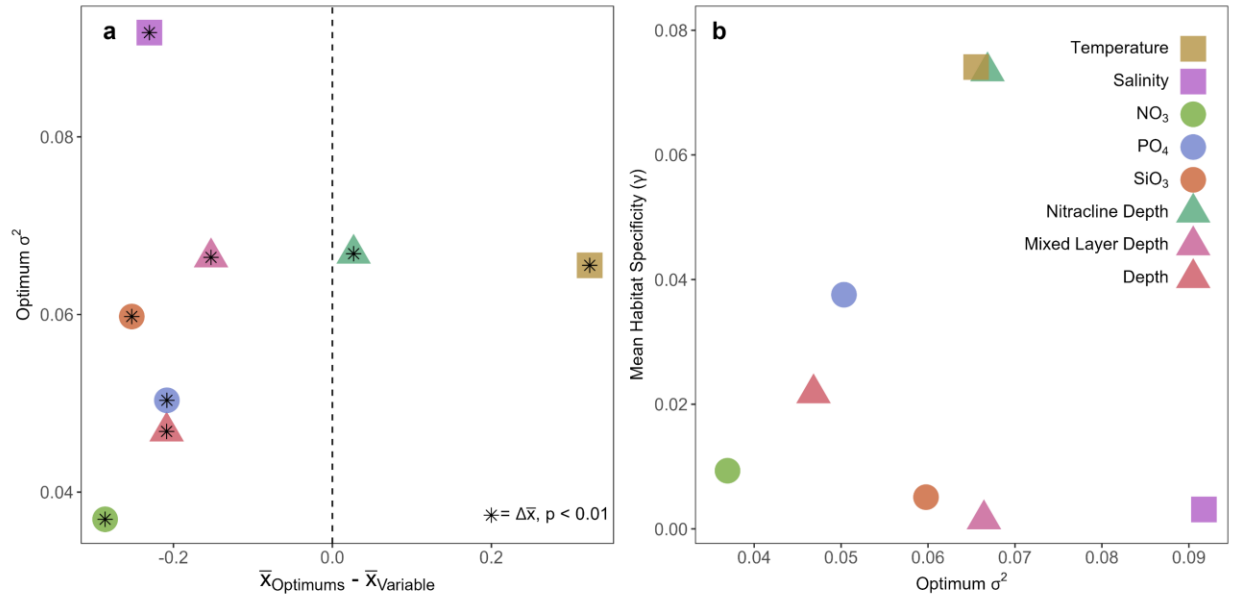 a
0.08
0.06
0.04
Optimum σ²
-0.2
0.0
0.2
x̅Optimums - x̅Variable
✳= Δx̅, p < 0.01
b
0.08
0.06
0.04
0.02
0.00
Mean Habitat Specificity (γ)
0.04
0.05
0.06
0.07
0.08
0.09
Optimum σ²
Temperature
Salinity
NO₃
PO₄
SiO₃
Nitracline Depth
Mixed Layer Depth
Depth